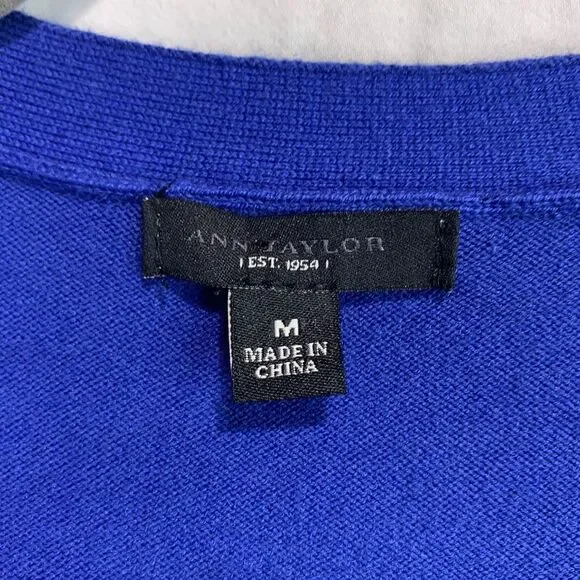 ANN TAYLOR
EST. 1954
M
MADE IN
CHINA